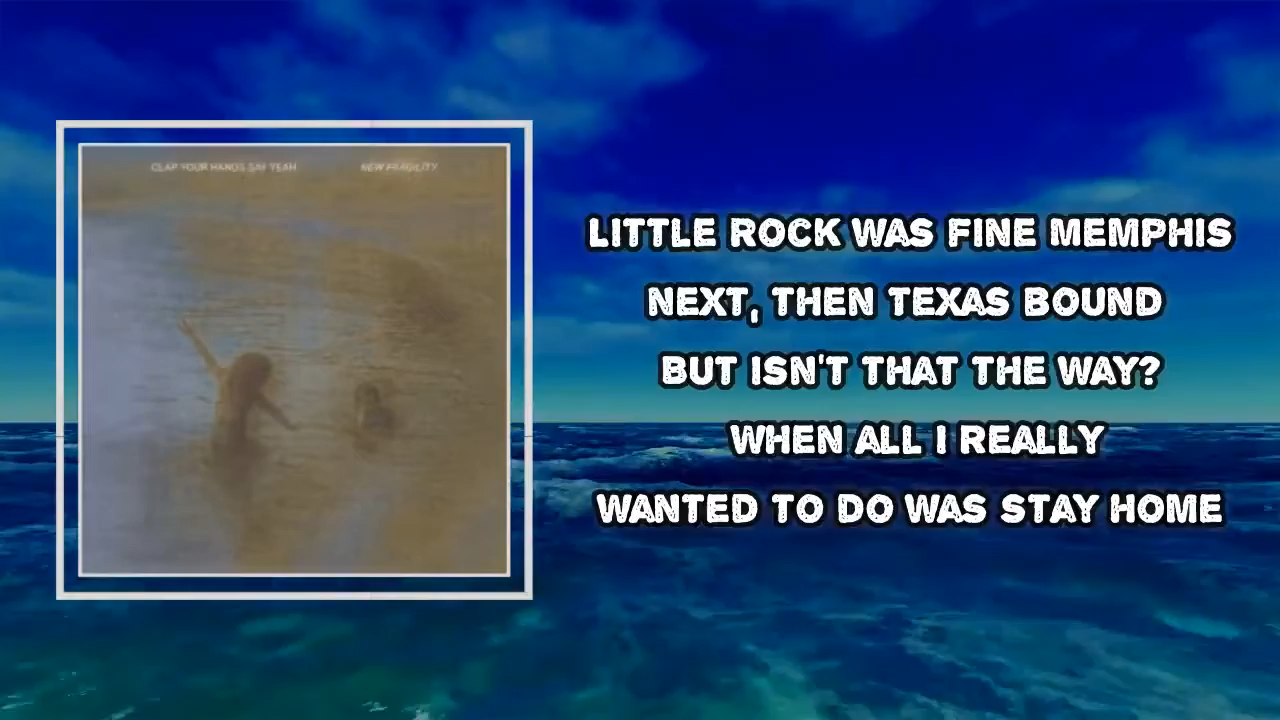 CLAP YOUR HANDS SAY YEAH NEW FRAGILITY
LITTLE ROCK WAS FINE MEMPHIS
NEXT, THEN TEXAS BOUND
BUT ISN'T THAT THE WAY?
WHEN ALL I REALLY
WANTED TO DO WAS STAY HOME